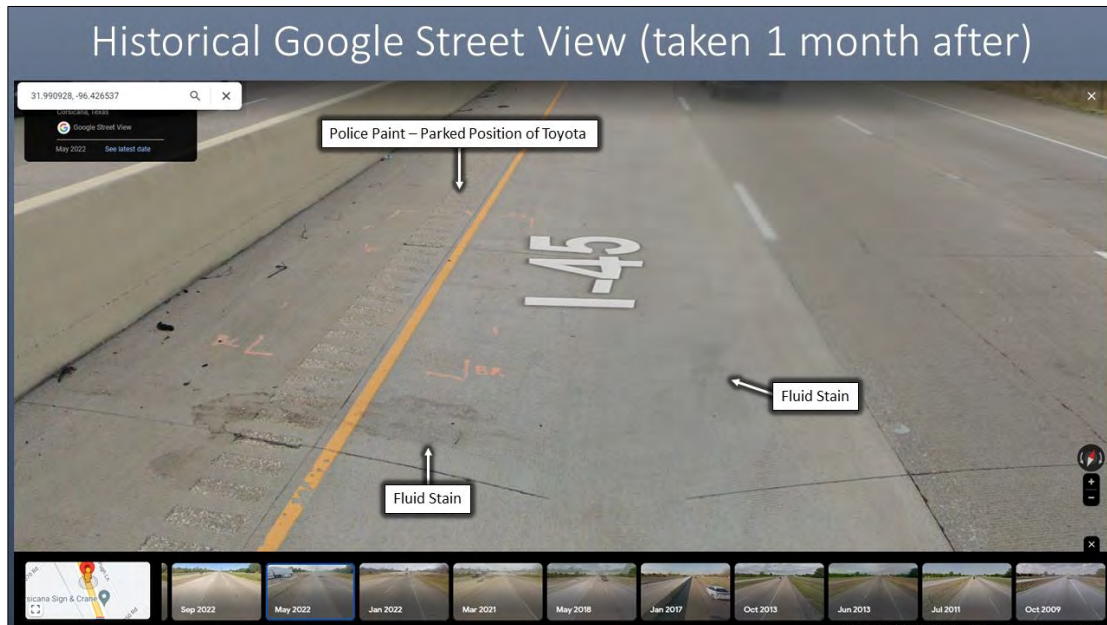 Historical Google Street View (taken 1 month after)
31.990928, -96.426537
Corsicana, Texas
Google Street View
May 2022 See latest date
Police Paint – Parked Position of Toyota
I-45
Fluid Stain
BR
Fluid Stain
sicana Sign & Crane
Sep 2022
May 2022
Jan 2022
Mar 2021
May 2018
Jan 2017
Oct 2013
Jun 2013
Jul 2011
Oct 2009